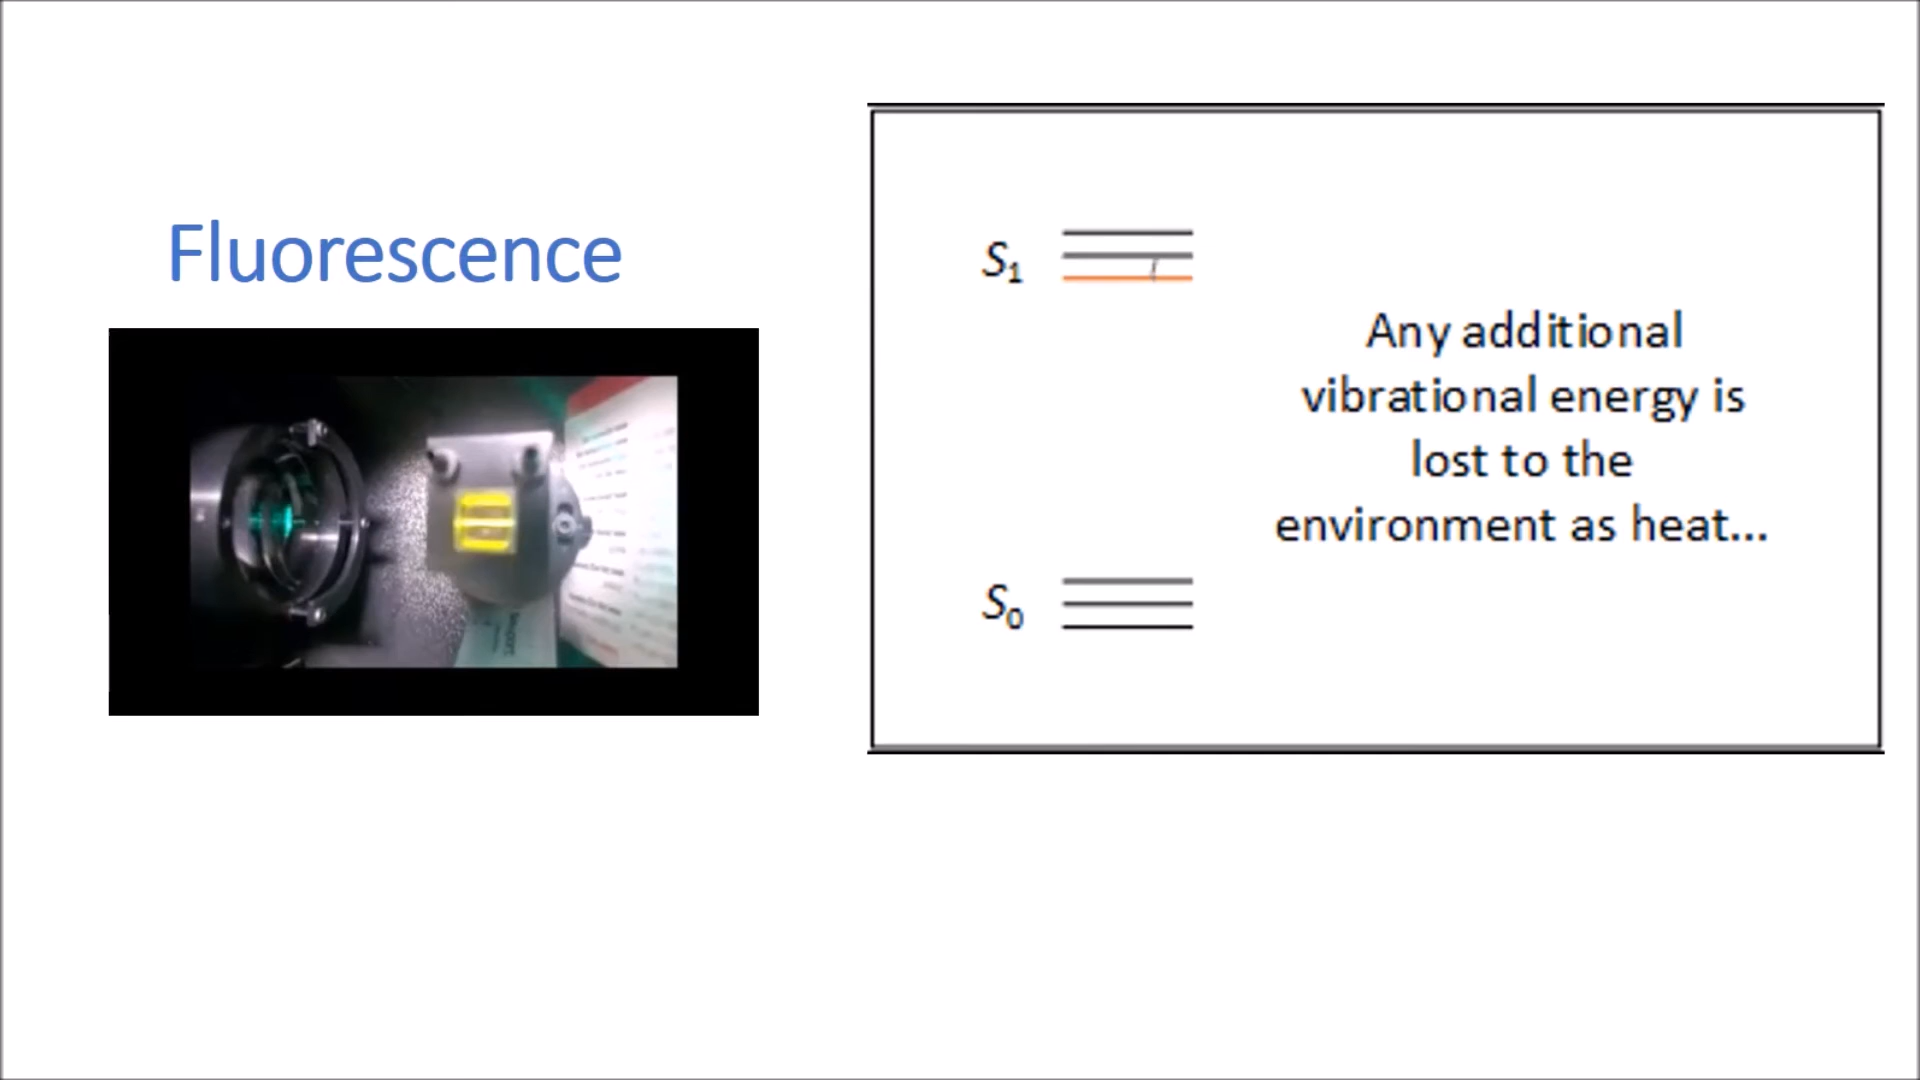 Fluorescence
S1
Any additional
vibrational energy is
lost to the
environment as heat...
S0